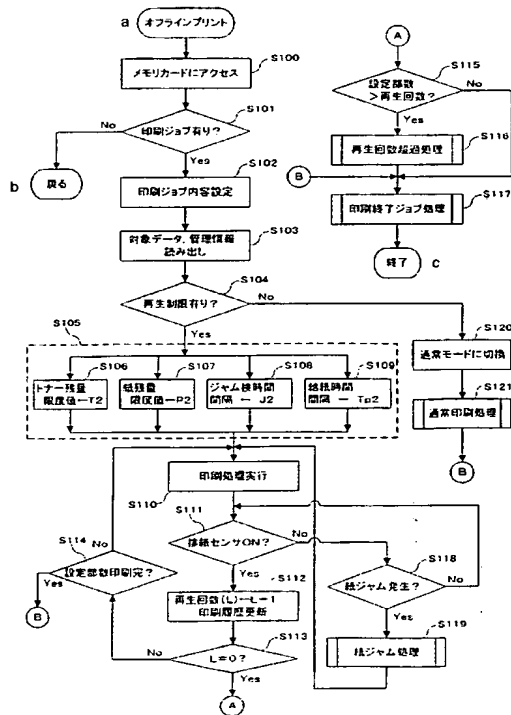 a
オフラインプリント
S100
メモリカードにアクセス
S101
印刷ジョブ有り?
No
Yes
b
戻る
S102
印刷ジョブ内容設定
S103
対象データ、管理情報
読み出し
S104
再生制限有り?
No
Yes
S105
S106
トナー残量
限度値←T2
S107
紙残量
限度値←P2
S108
ジャム検時間
間隔 ← J2
S109
給紙時間
間隔 ← Tp2
S110
印刷処理実行
S111
排紙センサON?
No
Yes
S112
再生回数(L)←L－1
印刷履歴更新
S113
L=0?
No
Yes
A
S114
設定部数印刷完?
No
Yes
B
S118
紙ジャム発生?
No
Yes
S119
紙ジャム処理
A
S115
設定部数
>再生回数?
No
Yes
S116
再生回数超過処理
B
S117
印刷終了ジョブ処理
終了
c
S120
通常モードに切換
S121
通常印刷処理
B